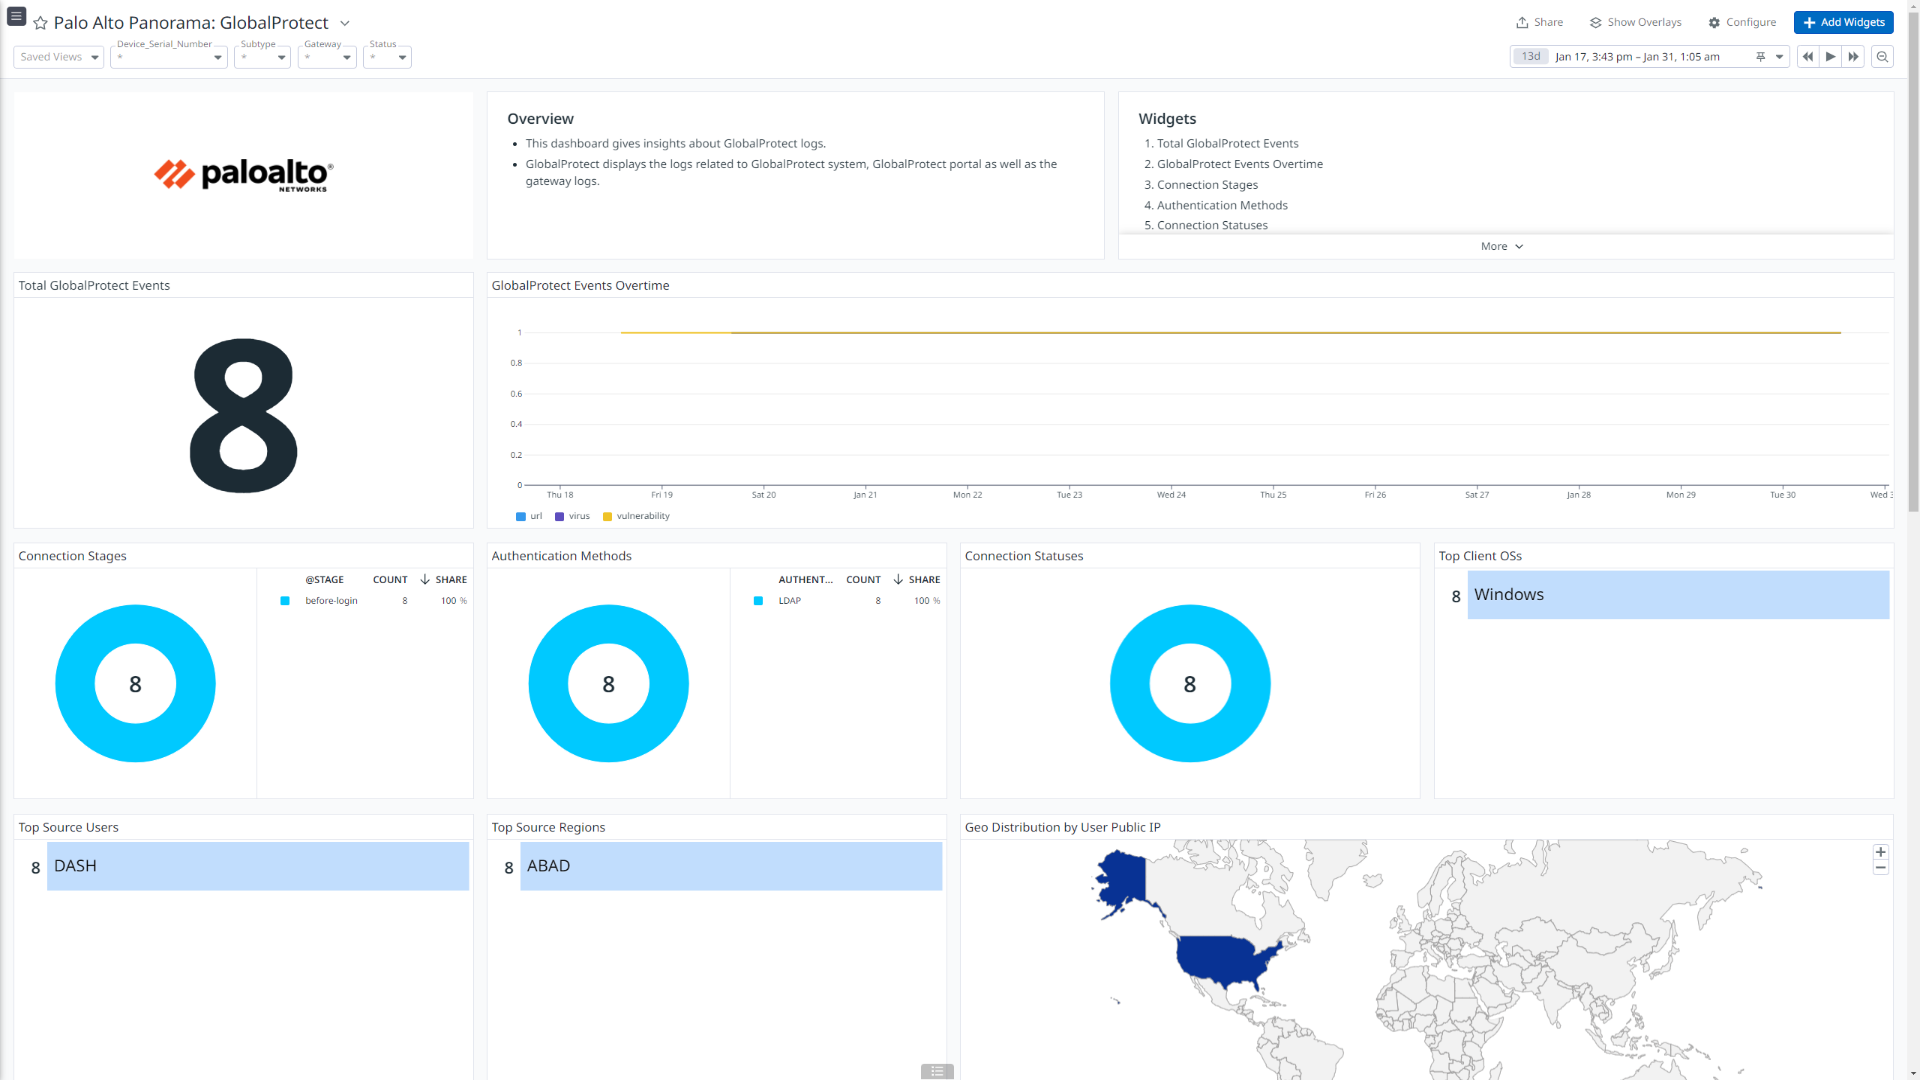 Palo Alto Panorama: GlobalProtect
Share
Show Overlays
Configure
Add Widgets
Saved Views
Device_Serial_Number
*
Subtype
*
Gateway
*
Status
*
13d
Jan 17, 3:43 pm – Jan 31, 1:05 am
paloalto®
NETWORKS
Overview
• This dashboard gives insights about GlobalProtect logs.
• GlobalProtect displays the logs related to GlobalProtect system, GlobalProtect portal as well as the
gateway logs.
Widgets
1. Total GlobalProtect Events
2. GlobalProtect Events Overtime
3. Connection Stages
4. Authentication Methods
5. Connection Statuses
More
Total GlobalProtect Events
8
GlobalProtect Events Overtime
1
0.8
0.6
0.4
0.2
0
Thu 18 Fri 19 Sat 20 Jan 21 Mon 22 Tue 23 Wed 24 Thu 25 Fri 26 Sat 27 Jan 28 Mon 29 Tue 30 Wed
url virus vulnerability
Connection Stages
@STAGE COUNT SHARE
before-login 8 100 %
8
Authentication Methods
AUTHENT... COUNT SHARE
LDAP 8 100 %
8
Connection Statuses
8
Top Client OSs
8 Windows
Top Source Users
8 DASH
Top Source Regions
8 ABAD
Geo Distribution by User Public IP
+
−